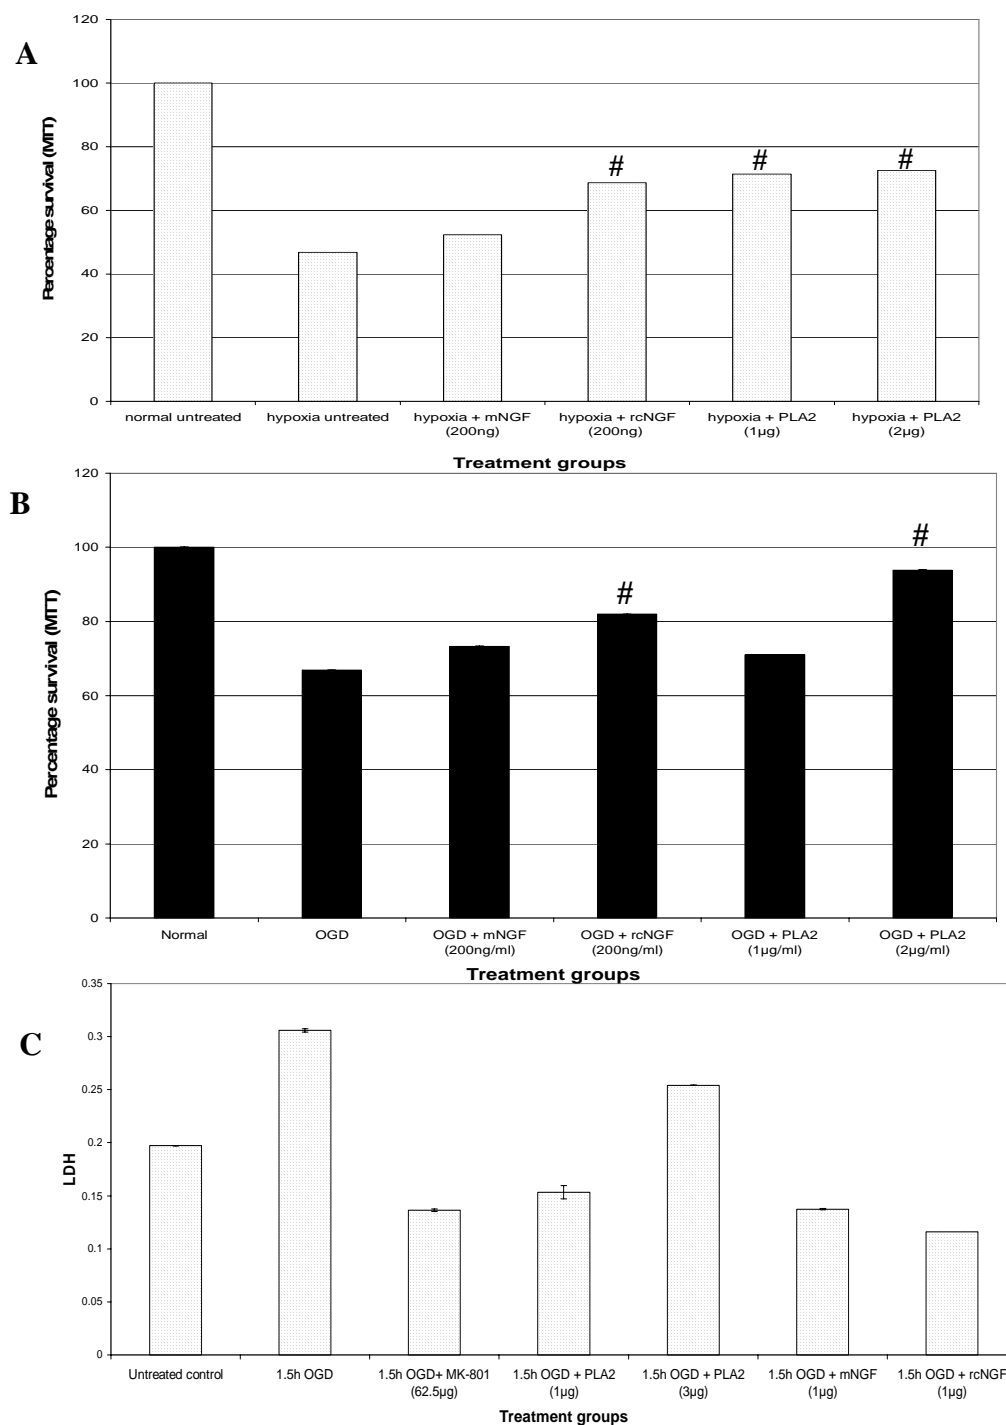 A
Percentage survival (MTT)
120
100
80
60
40
20
0
#
#
#
normal untreated
hypoxia untreated
hypoxia + mNGF
(200ng)
hypoxia + rcNGF
(200ng)
hypoxia + PLA2
(1µg)
hypoxia + PLA2
(2µg)
Treatment groups
B
Percentage survival (MTT)
120
100
80
60
40
20
0
#
#
Normal
OGD
OGD + mNGF
(200ng/ml)
OGD + rcNGF
(200ng/ml)
OGD + PLA2
(1µg/ml)
OGD + PLA2
(2µg/ml)
Treatment groups
C
LDH
0.35
0.3
0.25
0.2
0.15
0.1
0.05
0
Untreated control
1.5h OGD
1.5h OGD+ MK-801
(62.5µg)
1.5h OGD + PLA2
(1µg)
1.5h OGD + PLA2
(3µg)
1.5h OGD + mNGF
(1µg)
1.5h OGD + rcNGF
(1µg)
Treatment groups